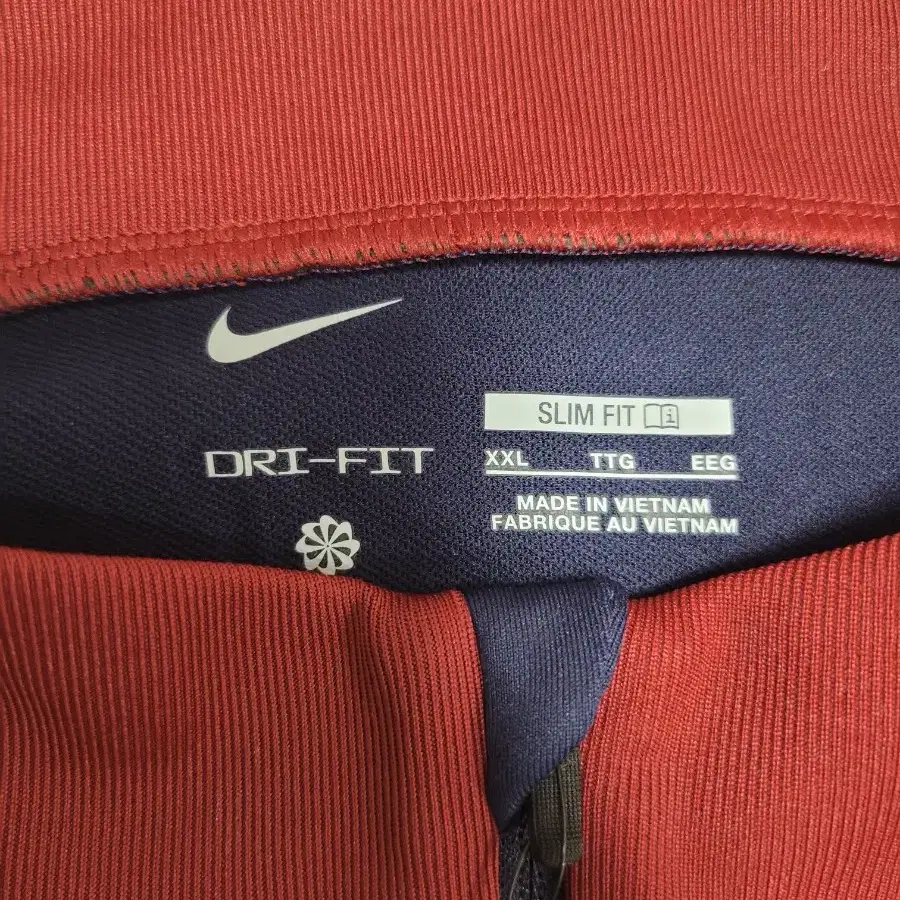 DRI-FIT
SLIM FIT
XXL TTG EEG
MADE IN VIETNAM
FABRIQUE AU VIETNAM